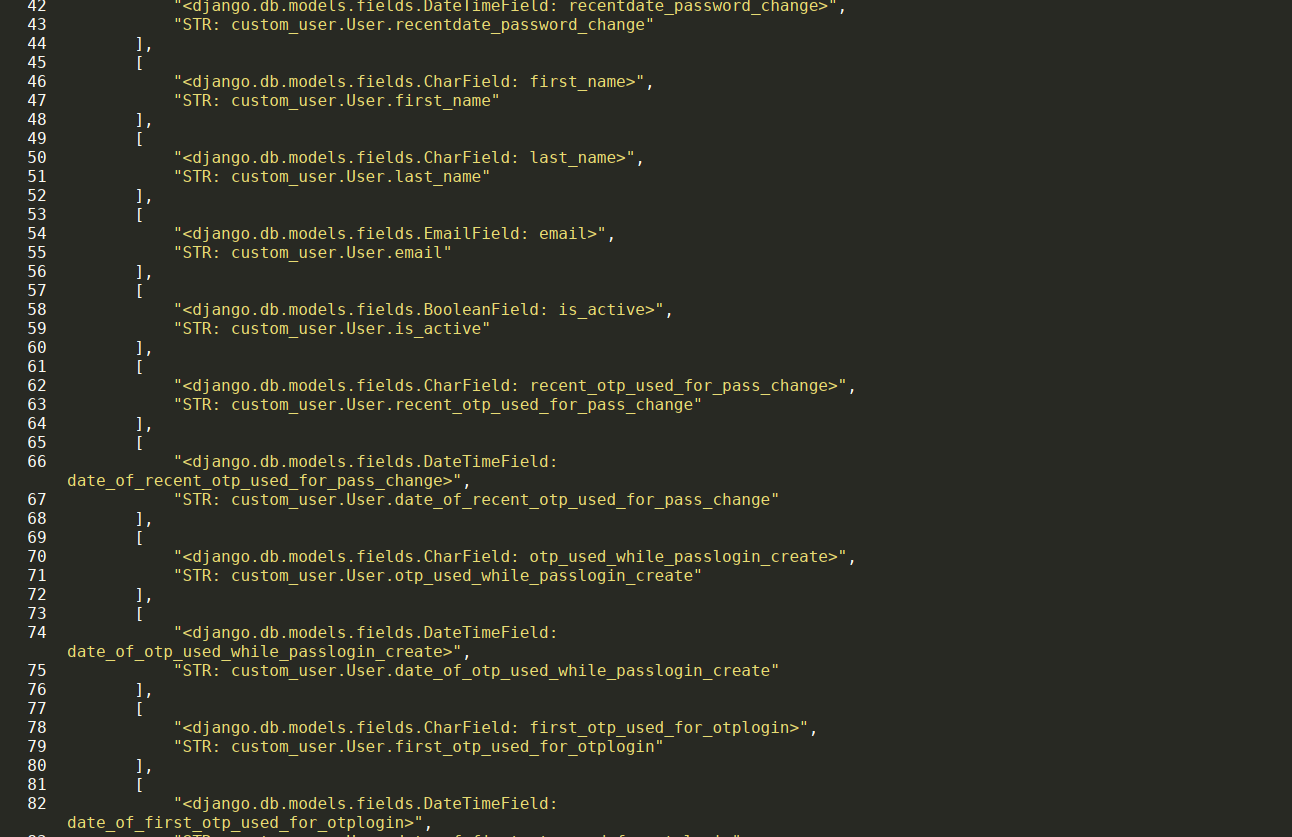 42 "<django.db.models.fields.DateTimeField: recentdate_password_change>",
43 "STR: custom_user.User.recentdate_password_change"
44 ],
45 [
46 "<django.db.models.fields.CharField: first_name>",
47 "STR: custom_user.User.first_name"
48 ],
49 [
50 "<django.db.models.fields.CharField: last_name>",
51 "STR: custom_user.User.last_name"
52 ],
53 [
54 "<django.db.models.fields.EmailField: email>",
55 "STR: custom_user.User.email"
56 ],
57 [
58 "<django.db.models.fields.BooleanField: is_active>",
59 "STR: custom_user.User.is_active"
60 ],
61 [
62 "<django.db.models.fields.CharField: recent_otp_used_for_pass_change>",
63 "STR: custom_user.User.recent_otp_used_for_pass_change"
64 ],
65 [
66 "<django.db.models.fields.DateTimeField:
date_of_recent_otp_used_for_pass_change>",
67 "STR: custom_user.User.date_of_recent_otp_used_for_pass_change"
68 ],
69 [
70 "<django.db.models.fields.CharField: otp_used_while_passlogin_create>",
71 "STR: custom_user.User.otp_used_while_passlogin_create"
72 ],
73 [
74 "<django.db.models.fields.DateTimeField:
date_of_otp_used_while_passlogin_create>",
75 "STR: custom_user.User.date_of_otp_used_while_passlogin_create"
76 ],
77 [
78 "<django.db.models.fields.CharField: first_otp_used_for_otplogin>",
79 "STR: custom_user.User.first_otp_used_for_otplogin"
80 ],
81 [
82 "<django.db.models.fields.DateTimeField:
date_of_first_otp_used_for_otplogin>",